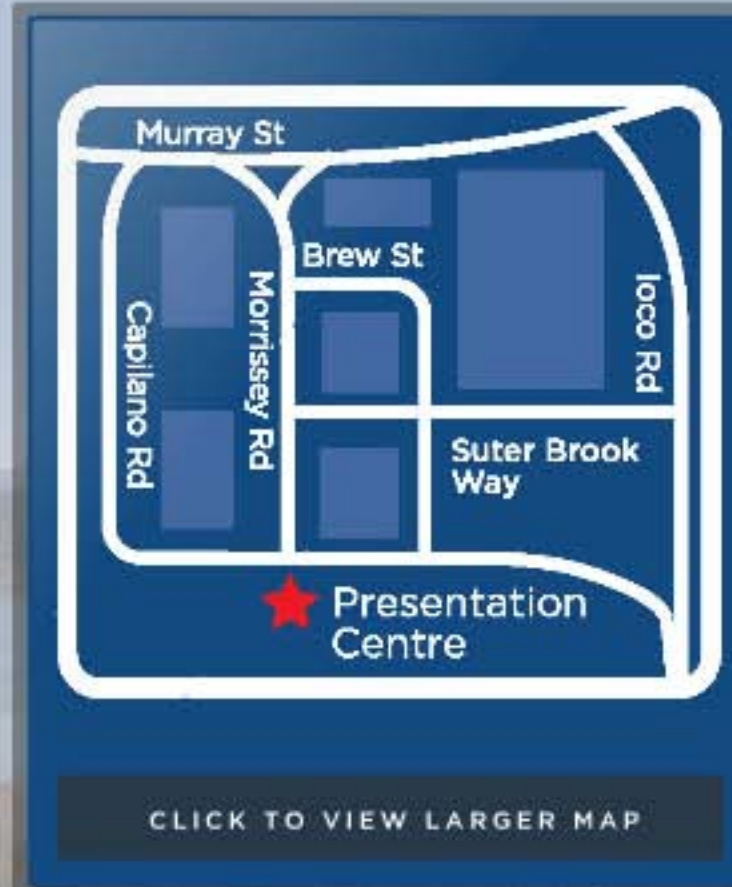 Murray St
Brew St
Capilano Rd
Morrissey Rd
Ioco Rd
Suter Brook
Way
Presentation
Centre
CLICK TO VIEW LARGER MAP